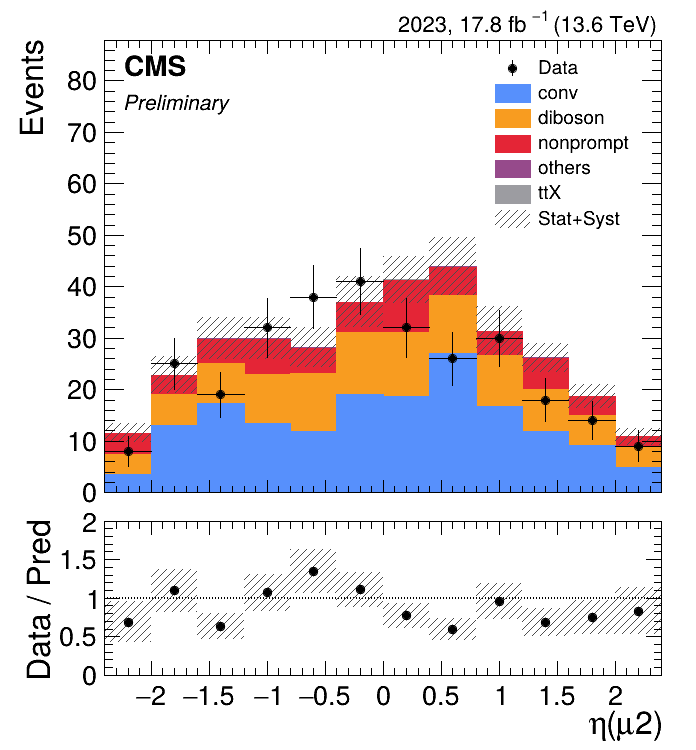 2023, 17.8 fb⁻¹ (13.6 TeV)
CMS
Preliminary
Events
Data
conv
diboson
nonprompt
others
ttX
Stat+Syst
80
70
60
50
40
30
20
10
0
Data / Pred
2
1.5
1
0.5
0
−2 −1.5 −1 −0.5 0 0.5 1 1.5 2
η(μ2)